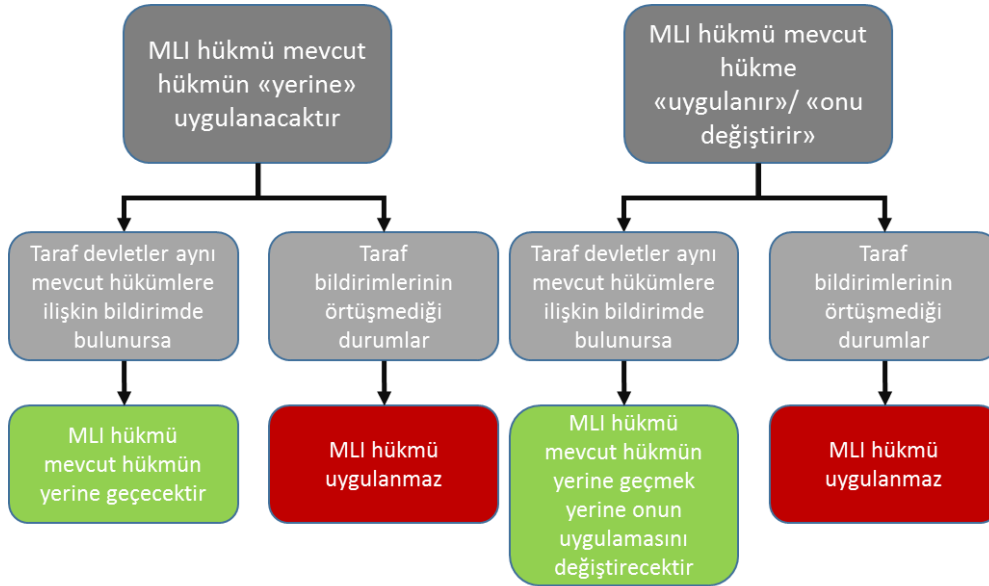 MLI hükmü mevcut
hükmün «yerine»
uygulanacaktır
MLI hükmü mevcut
hükme
«uygulanır»/ «onu
değiştirir»
Taraf devletler aynı
mevcut hükümlere
ilişkin bildirimde
bulunursa
Taraf
bildirimlerinin
örtüşmediği
durumlar
Taraf devletler aynı
mevcut hükümlere
ilişkin bildirimde
bulunursa
Taraf
bildirimlerinin
örtüşmediği
durumlar
MLI hükmü
mevcut hükmün
yerine geçecektir
MLI hükmü
uygulanmaz
MLI hükmü
mevcut hükmün
yerine geçmek
yerine onun
uygulamasını
değiştirecektir
MLI hükmü
uygulanmaz